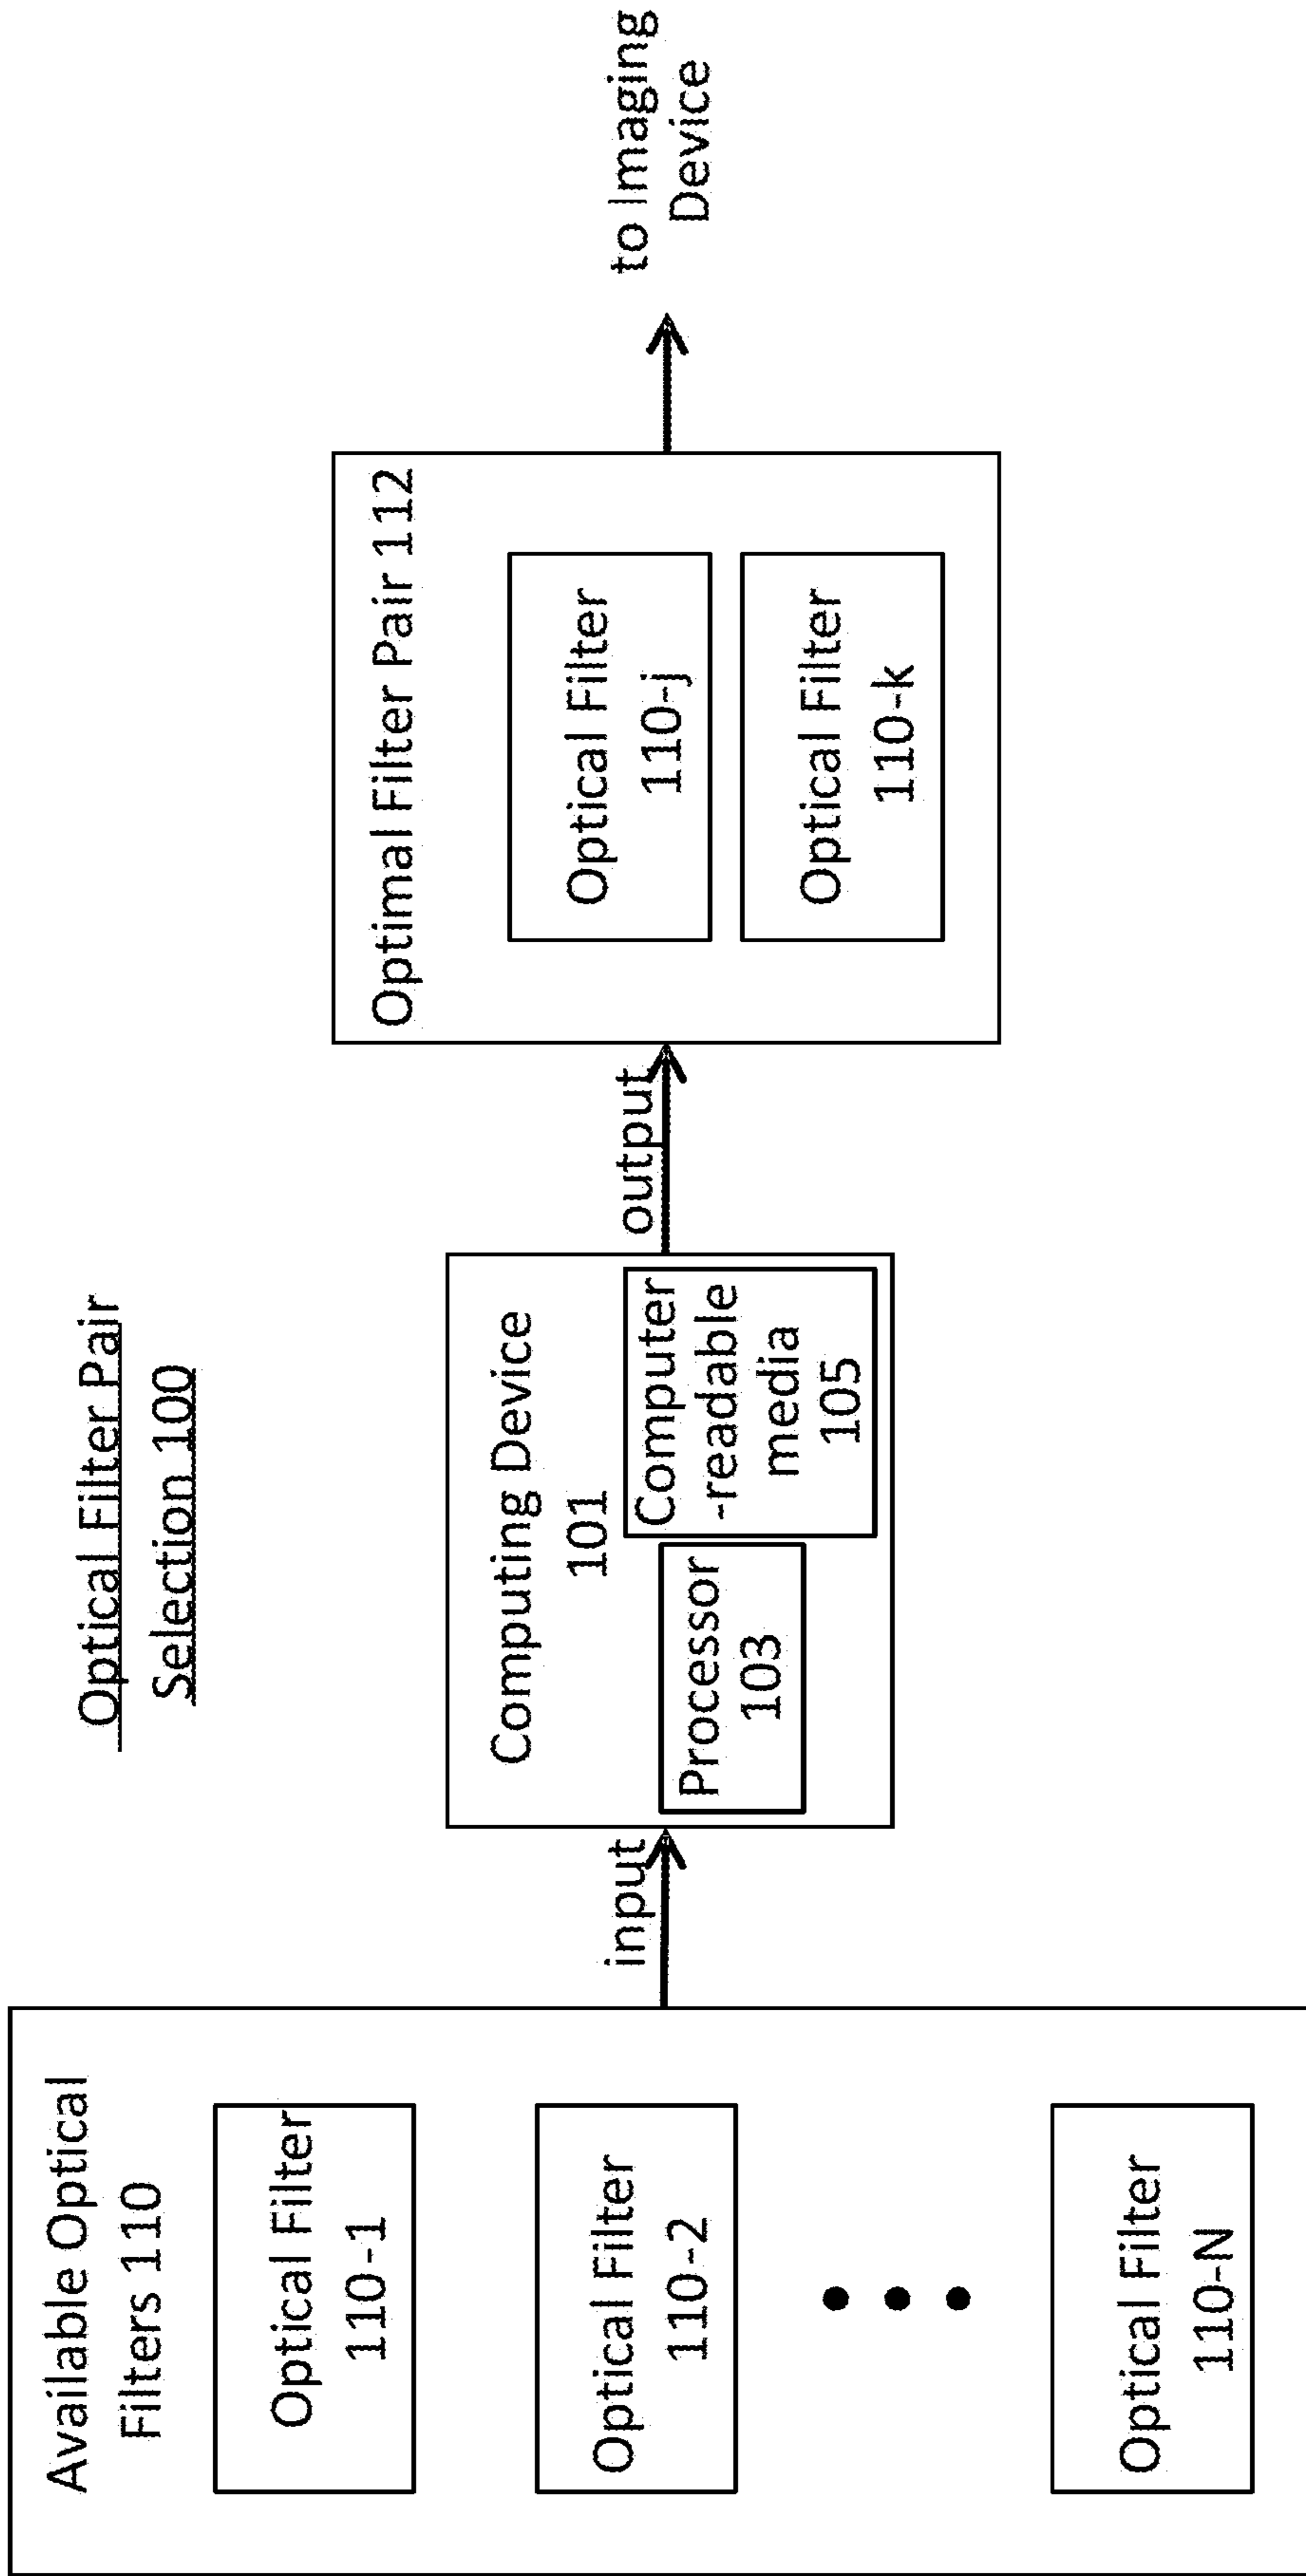 Optical Filter Pair
Selection 100
Available Optical
Filters 110
Optical Filter
110-1
Optical Filter
110-2
Optical Filter
110-N
input
Computing Device
101
Processor
103
Computer
-readable
media
105
output
Optimal Filter Pair 112
Optical Filter
110-j
Optical Filter
110-k
to Imaging
Device